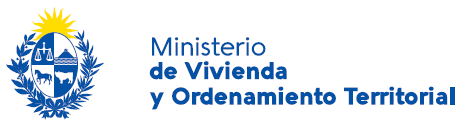 Ministerio
de Vivienda
y Ordenamiento Territorial